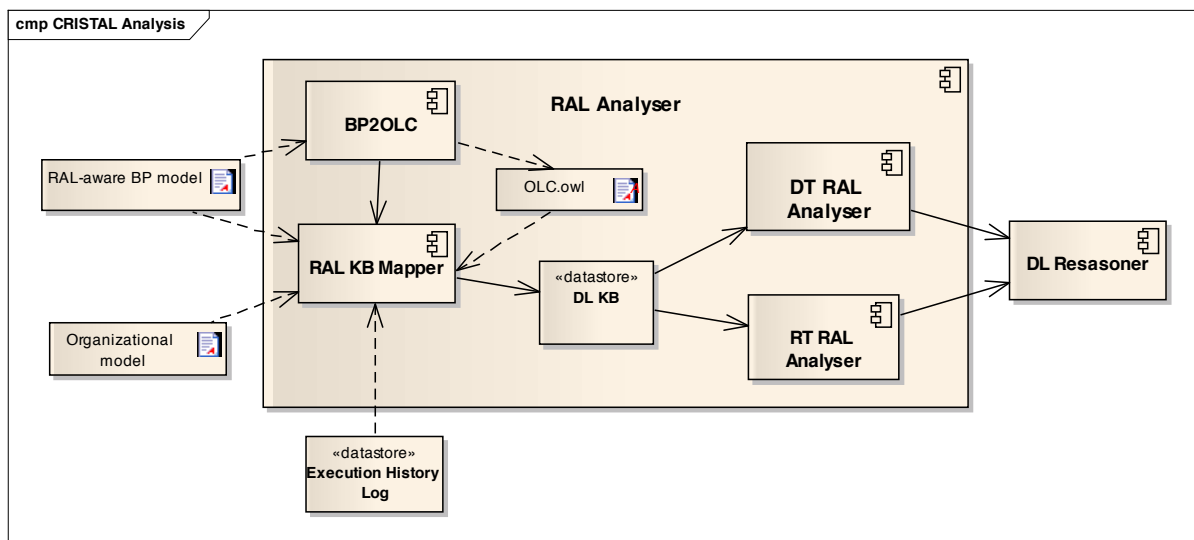 cmp CRISTAL Analysis
RAL Analyser
BP2OLC
RAL-aware BP model
OLC.owl
DT RAL
Analyser
RAL KB Mapper
«datastore»
DL KB
DL Resasoner
Organizational
model
RT RAL
Analyser
«datastore»
Execution History
Log